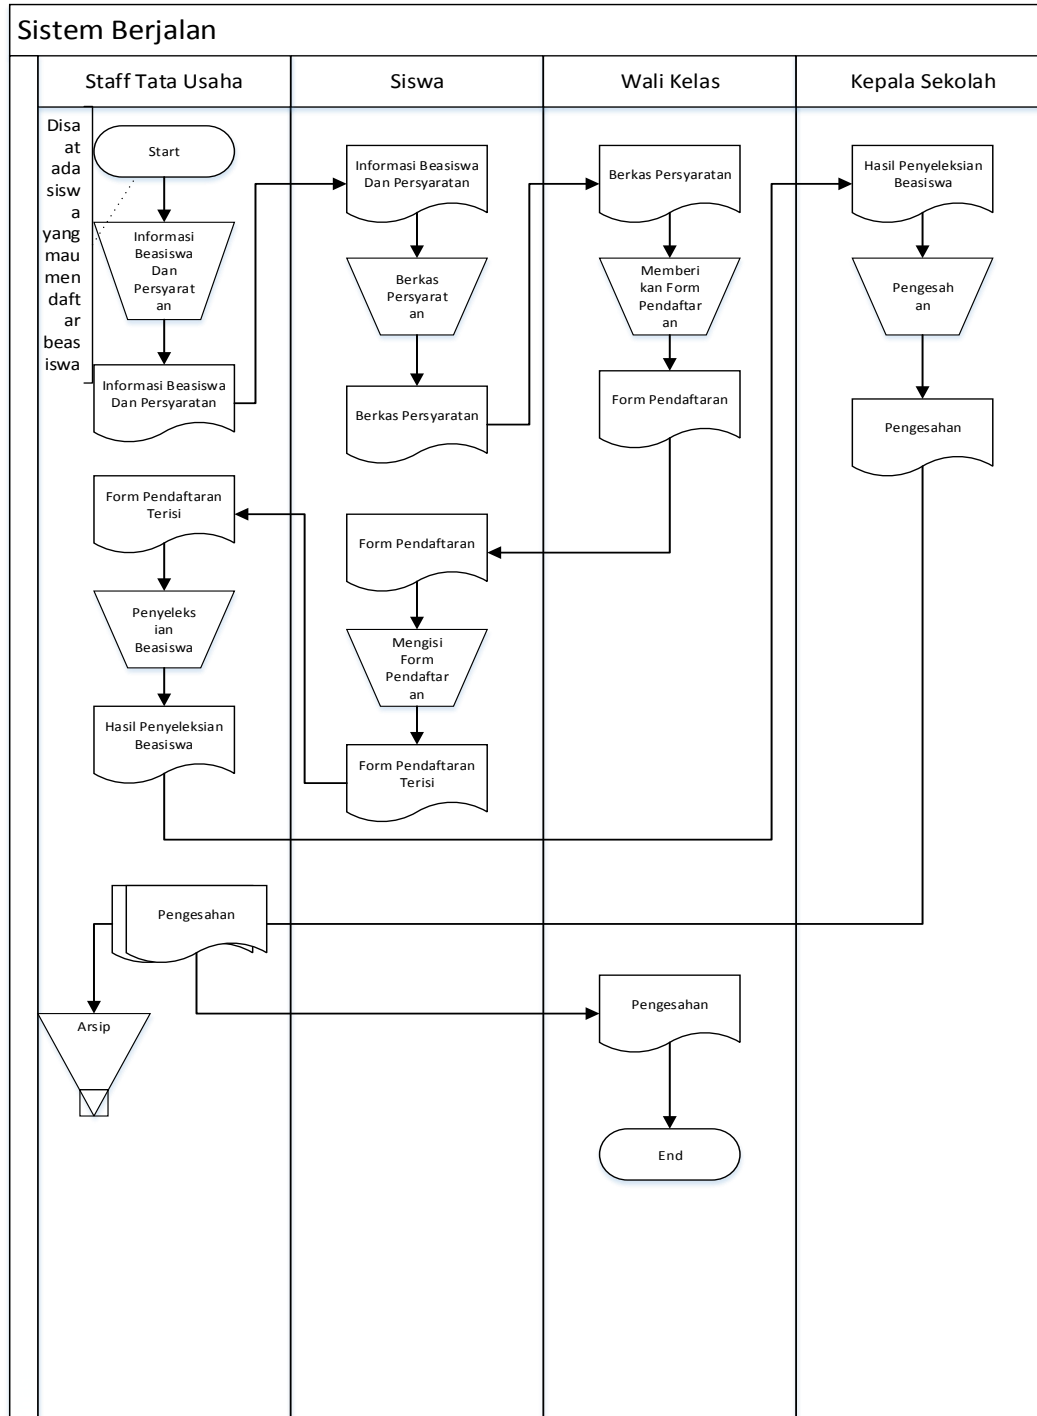 Sistem Berjalan
Staff Tata Usaha
Siswa
Wali Kelas
Kepala Sekolah
Disa
at
ada
sisw
a
yang
mau
men
daft
ar
beas
iswa
Start
Informasi
Beasiswa
Dan
Persyarat
an
Informasi Beasiswa
Dan Persyaratan
Form Pendaftaran
Terisi
Penyeleks
ian
Beasiswa
Hasil Penyeleksian
Beasiswa
Pengesahan
Arsip
Informasi Beasiswa
Dan Persyaratan
Berkas
Persyarat
an
Berkas Persyaratan
Form Pendaftaran
Mengisi
Form
Pendaftar
an
Form Pendaftaran
Terisi
Berkas Persyaratan
Memberi
kan Form
Pendaftar
an
Form Pendaftaran
Pengesahan
End
Hasil Penyeleksian
Beasiswa
Pengesah
an
Pengesahan